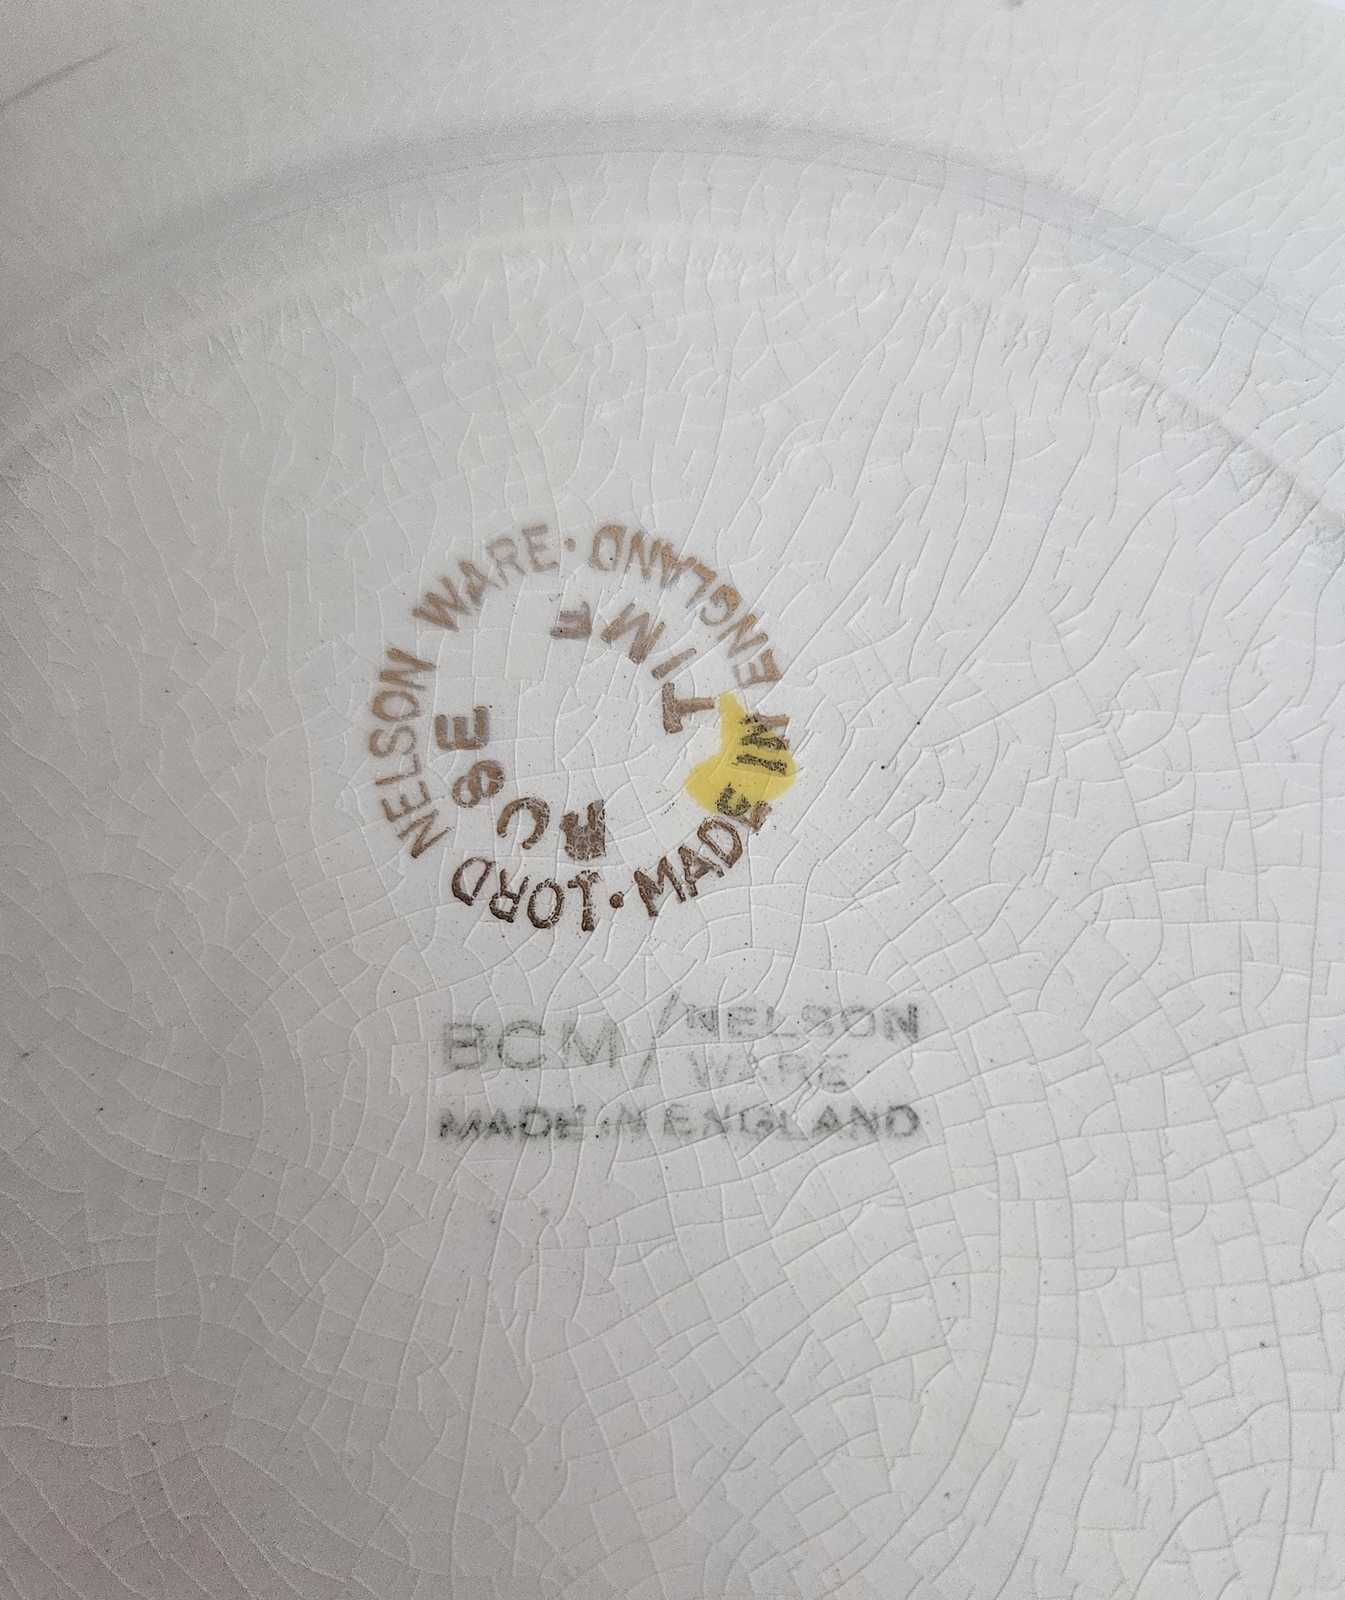 LORD NELSON WARE · MADE IN ENGLAND ·
ROSE TIME
BCM / NELSON WARE
MADE IN ENGLAND